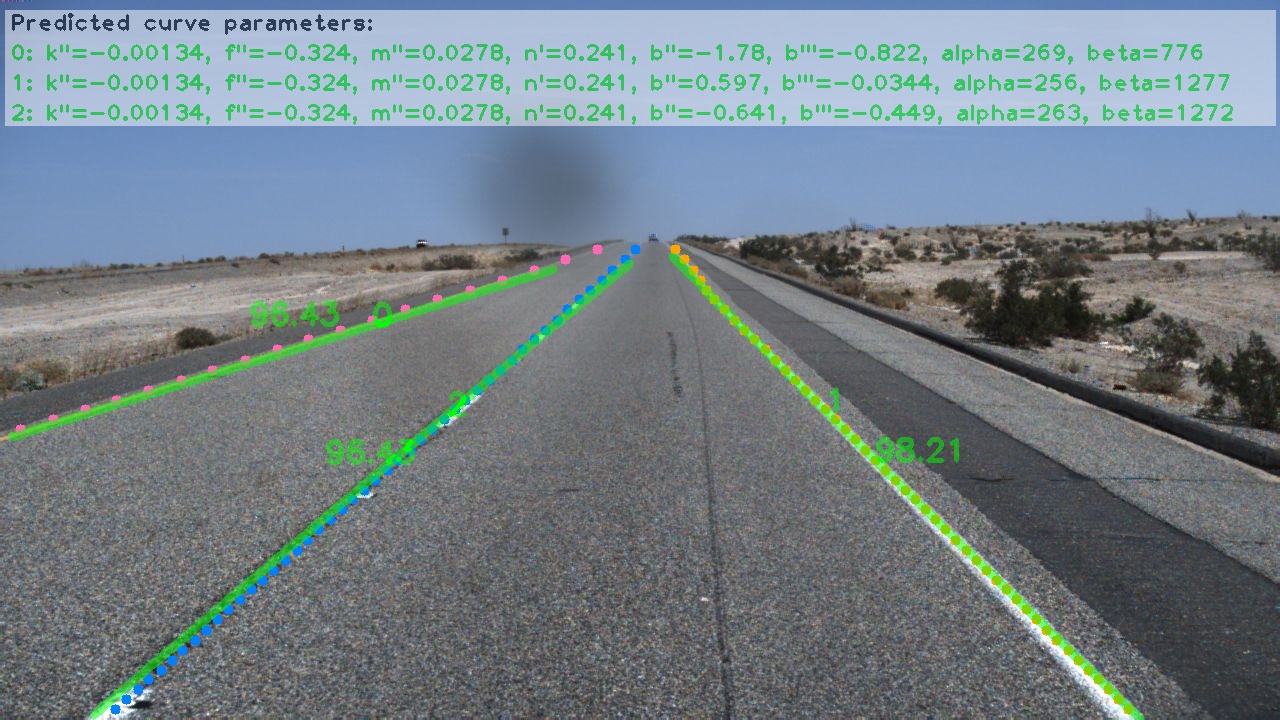 Predicted curve parameters:
0: k''=-0.00134, f''=-0.324, m''=0.0278, n'=0.241, b''=-1.78, b'''=-0.822, alpha=269, beta=776
1: k''=-0.00134, f''=-0.324, m''=0.0278, n'=0.241, b''=0.597, b'''=-0.0344, alpha=256, beta=1277
2: k''=-0.00134, f''=-0.324, m''=0.0278, n'=0.241, b''=-0.641, b'''=-0.449, alpha=263, beta=1272
96.43 0
2 1
96.43 98.21